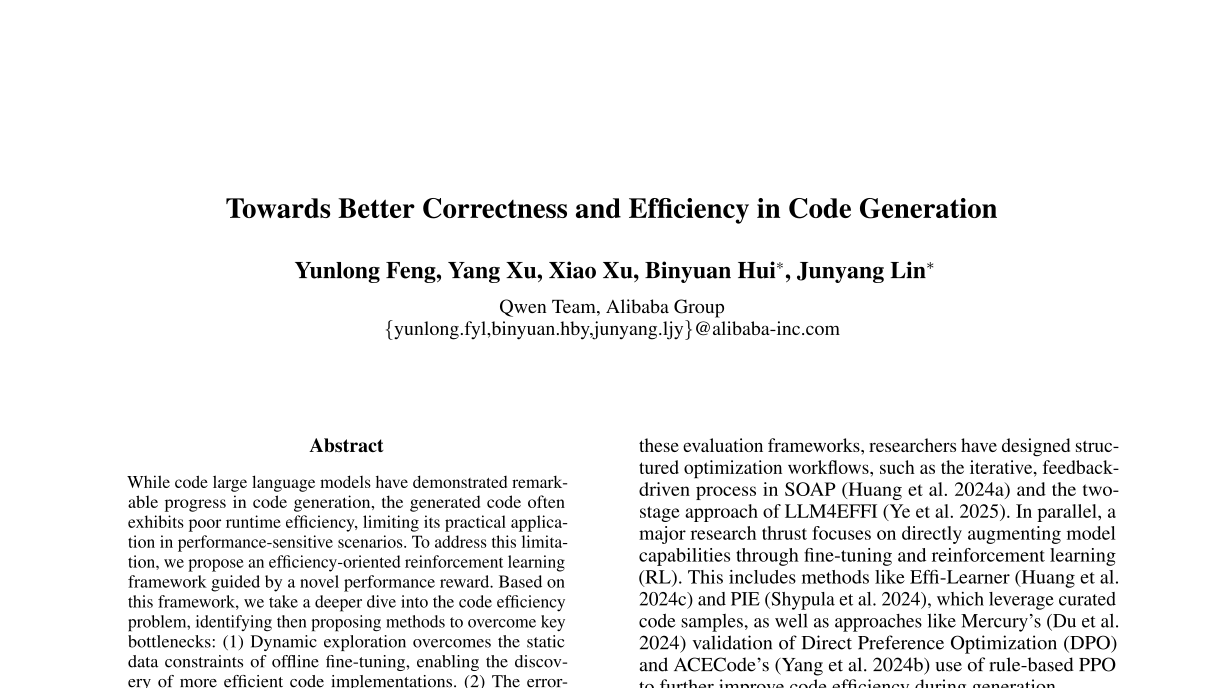 Towards Better Correctness and Efficiency in Code Generation
Yunlong Feng, Yang Xu, Xiao Xu, Binyuan Hui*, Junyang Lin*
Qwen Team, Alibaba Group
{yunlong.fyl,binyuan.hby,junyang.ljy}@alibaba-inc.com
Abstract
While code large language models have demonstrated remark-
able progress in code generation, the generated code often
exhibits poor runtime efficiency, limiting its practical applica-
tion in performance-sensitive scenarios. To address this limita-
tion, we propose an efficiency-oriented reinforcement learning
framework guided by a novel performance reward. Based on
this framework, we take a deeper dive into the code efficiency
problem, identifying then proposing methods to overcome key
bottlenecks: (1) Dynamic exploration overcomes the static
data constraints of offline fine-tuning, enabling the discov-
ery of more efficient code implementations. (2) The error-
these evaluation frameworks, researchers have designed struc-
tured optimization workflows, such as the iterative, feedback-
driven process in SOAP (Huang et al. 2024a) and the two-
stage approach of LLM4EFFI (Ye et al. 2025). In parallel, a
major research thrust focuses on directly augmenting model
capabilities through fine-tuning and reinforcement learning
(RL). This includes methods like Effi-Learner (Huang et al.
2024c) and PIE (Shypula et al. 2024), which leverage curated
code samples, as well as approaches like Mercury's (Du et al.
2024) validation of Direct Preference Optimization (DPO)
and ACECode's (Yang et al. 2024b) use of rule-based PPO
to further improve code efficiency during generation.